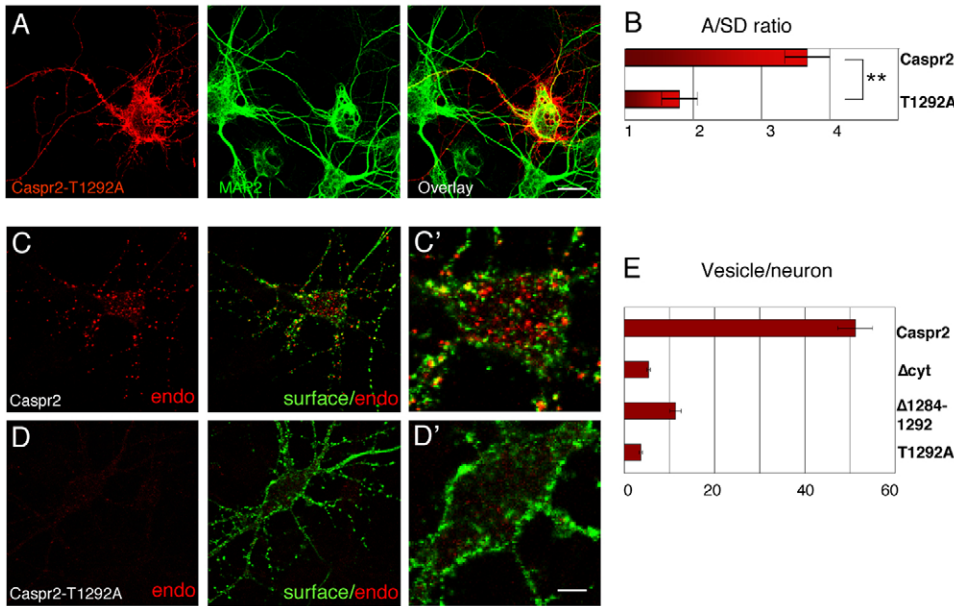 A
Caspr2-T1292A
MAP2
Overlay
B
A/SD ratio
Caspr2
**
T1292A
1 2 3 4
C
Caspr2
endo
surface/endo
C'
D
Caspr2-T1292A
endo
surface/endo
D'
E
Vesicle/neuron
Caspr2
Δcyt
Δ1284-
1292
T1292A
0 20 40 60